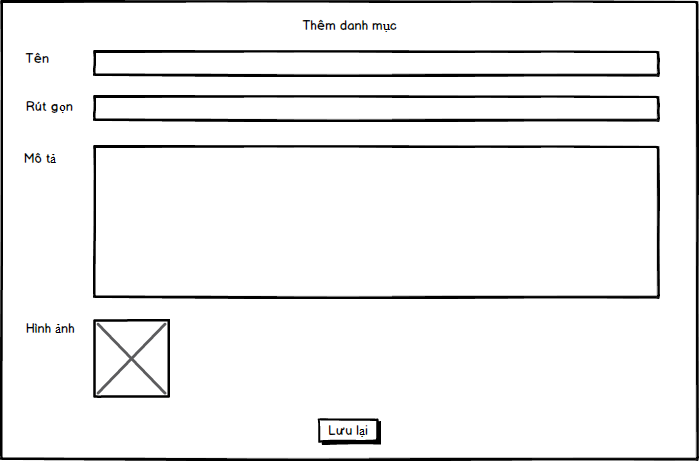 Thêm danh mục
Tên
Rút gọn
Mô tả
Hình ảnh
Lưu lại